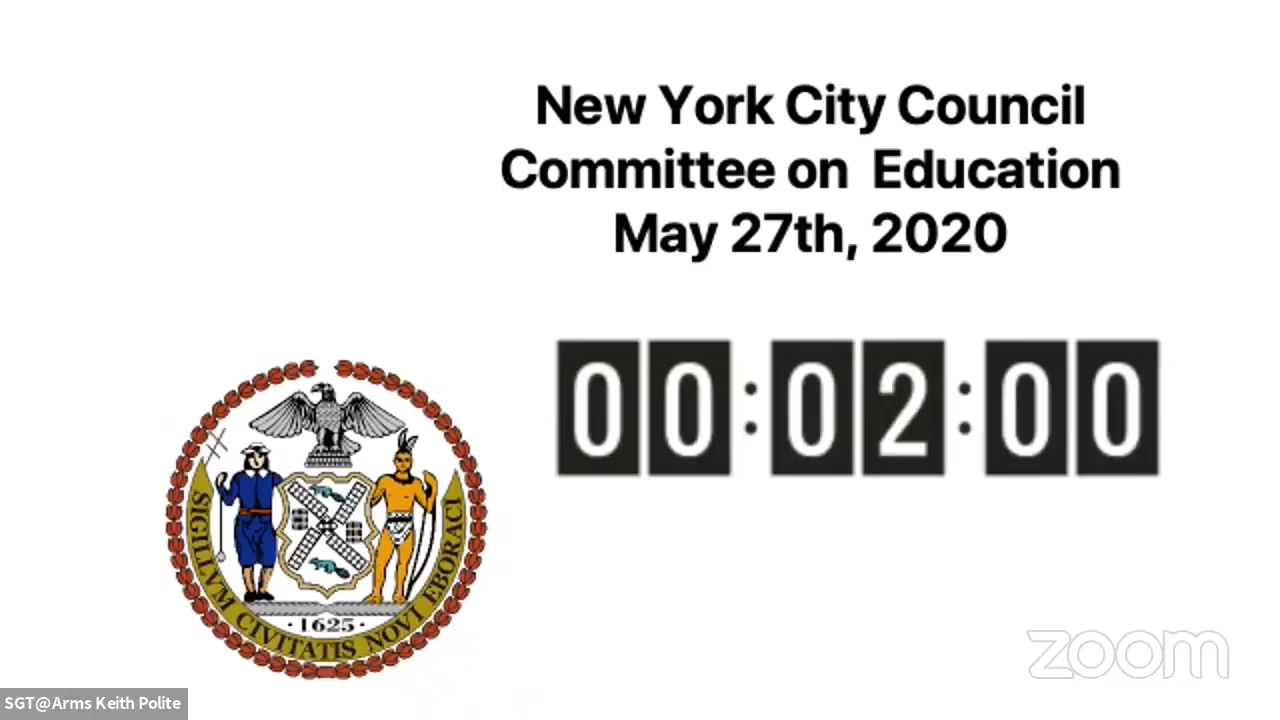 New York City Council
Committee on Education
May 27th, 2020
00:02:00
SIGILLVM CIVITATIS NOVI EBORACI
·1625·
zoom
SGT@Arms Keith Polite